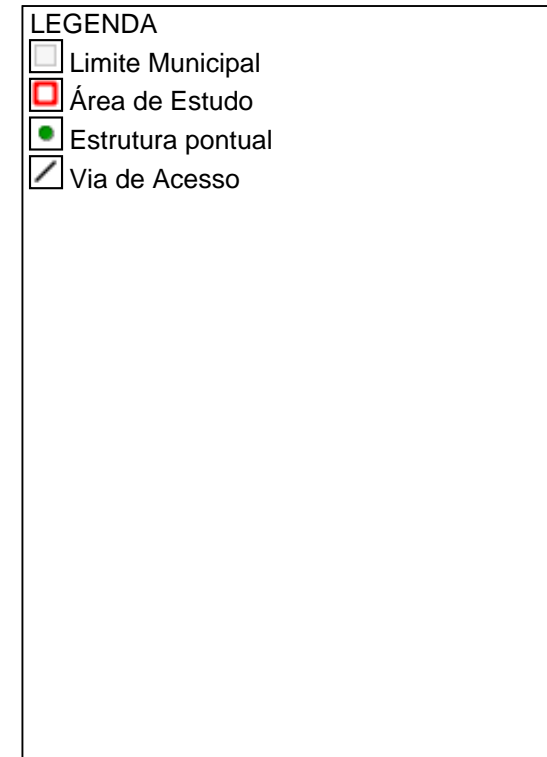 LEGENDA
Limite Municipal
Área de Estudo
Estrutura pontual
Via de Acesso